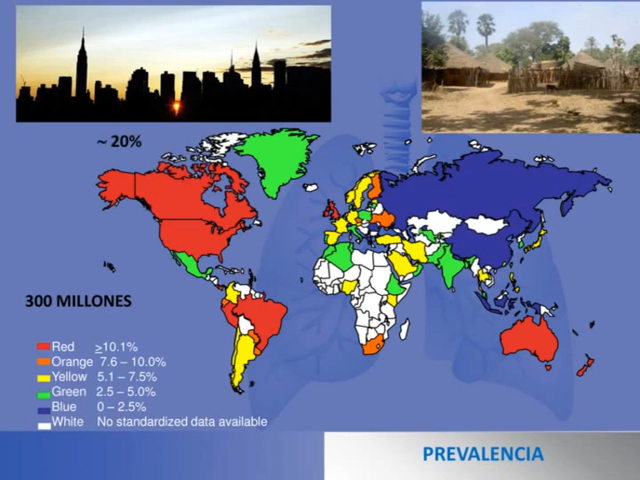 ~ 20%
300 MILLONES
Red ≥10.1%
Orange 7.6 – 10.0%
Yellow 5.1 – 7.5%
Green 2.5 – 5.0%
Blue 0 – 2.5%
White No standardized data available
PREVALENCIA